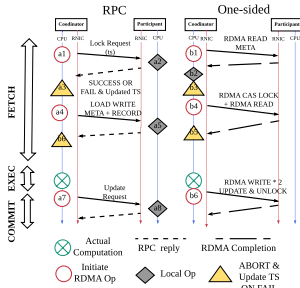 RPC
One-sided
Coordinator
Participant
Coordinator
Participant
CPU
RNIC
RNIC
CPU
CPU
RNIC
RNIC
CPU
FETCH
a1
Lock Request
(ts)
a2
b1
RDMA READ
META
b2
a3
SUCCESS OR
FAIL & Updated TS
b3
a4
LOAD WRITE
META + RECORD
a5
b4
RDMA CAS LOCK
+ RDMA READ
b6
b5
EXEC
COMMIT
a7
Update
Request
a8
b6
RDMA WRITE * 2
UPDATE & UNLOCK
Actual
Computation
RPC reply
RDMA Completion
Initiate
RDMA Op
Local Op
ABORT &
Update TS
ON FAIL